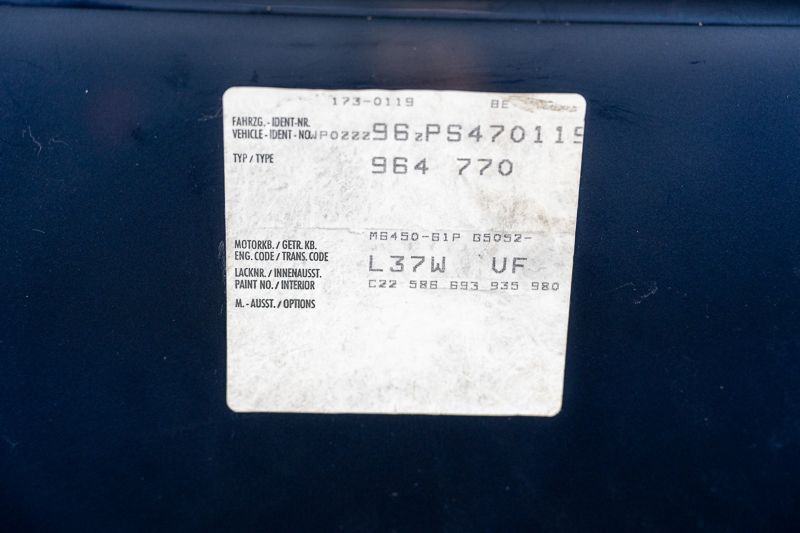 173-0119 BE
FAHRZG. - IDENT-NR.
VEHICLE - IDENT - NO. WP0ZZZ96ZPS470119
TYP / TYPE 964 770
MOTORKB. / GETR. KB. M6450-61P G5052-
ENG. CODE / TRANS. CODE
LACKNR. / INNENAUSST. L37W UF
PAINT NO. / INTERIOR C22 586 693 935 980
M. - AUSST. / OPTIONS